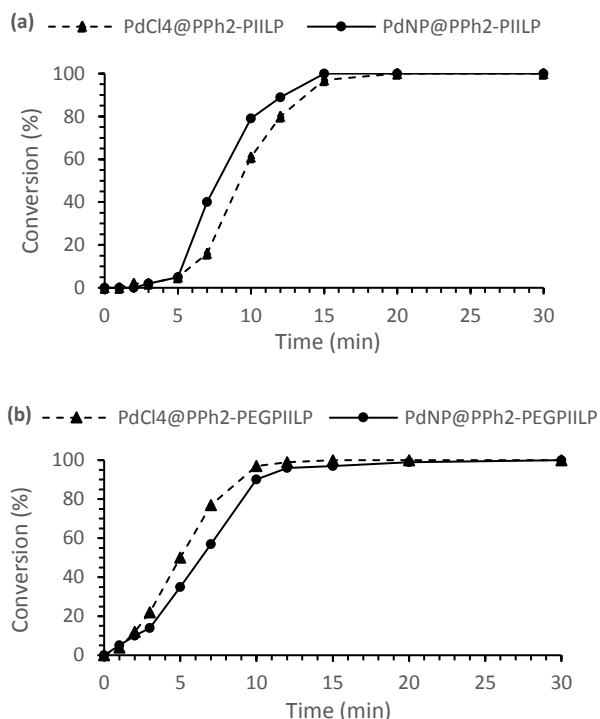 (a)
PdCl4@PPh2-PIILP PdNP@PPh2-PIILP
100
80
60
40
20
0
Conversion (%)
0 5 10 15 20 25 30
Time (min)
(b)
PdCl4@PPh2-PEGPIILP PdNP@PPh2-PEGPIILP
100
80
60
40
20
0
Conversion (%)
0 5 10 15 20 25 30
Time (min)